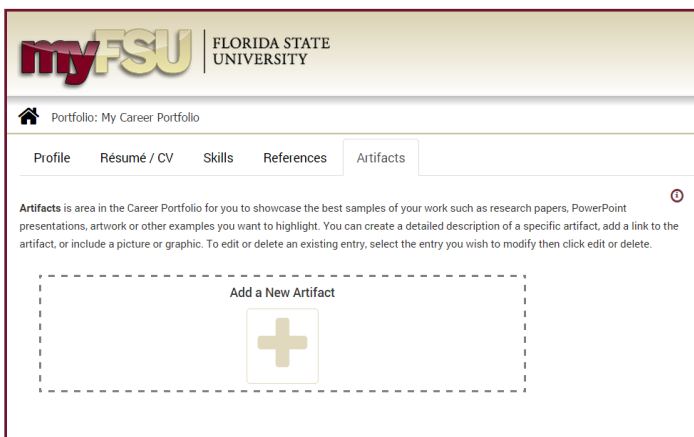 myFSU
FLORIDA STATE
UNIVERSITY
Portfolio: My Career Portfolio
Profile Résumé / CV Skills References Artifacts
Artifacts is area in the Career Portfolio for you to showcase the best samples of your work such as research papers, PowerPoint
presentations, artwork or other examples you want to highlight. You can create a detailed description of a specific artifact, add a link to the
artifact, or include a picture or graphic. To edit or delete an existing entry, select the entry you wish to modify then click edit or delete.
Add a New Artifact